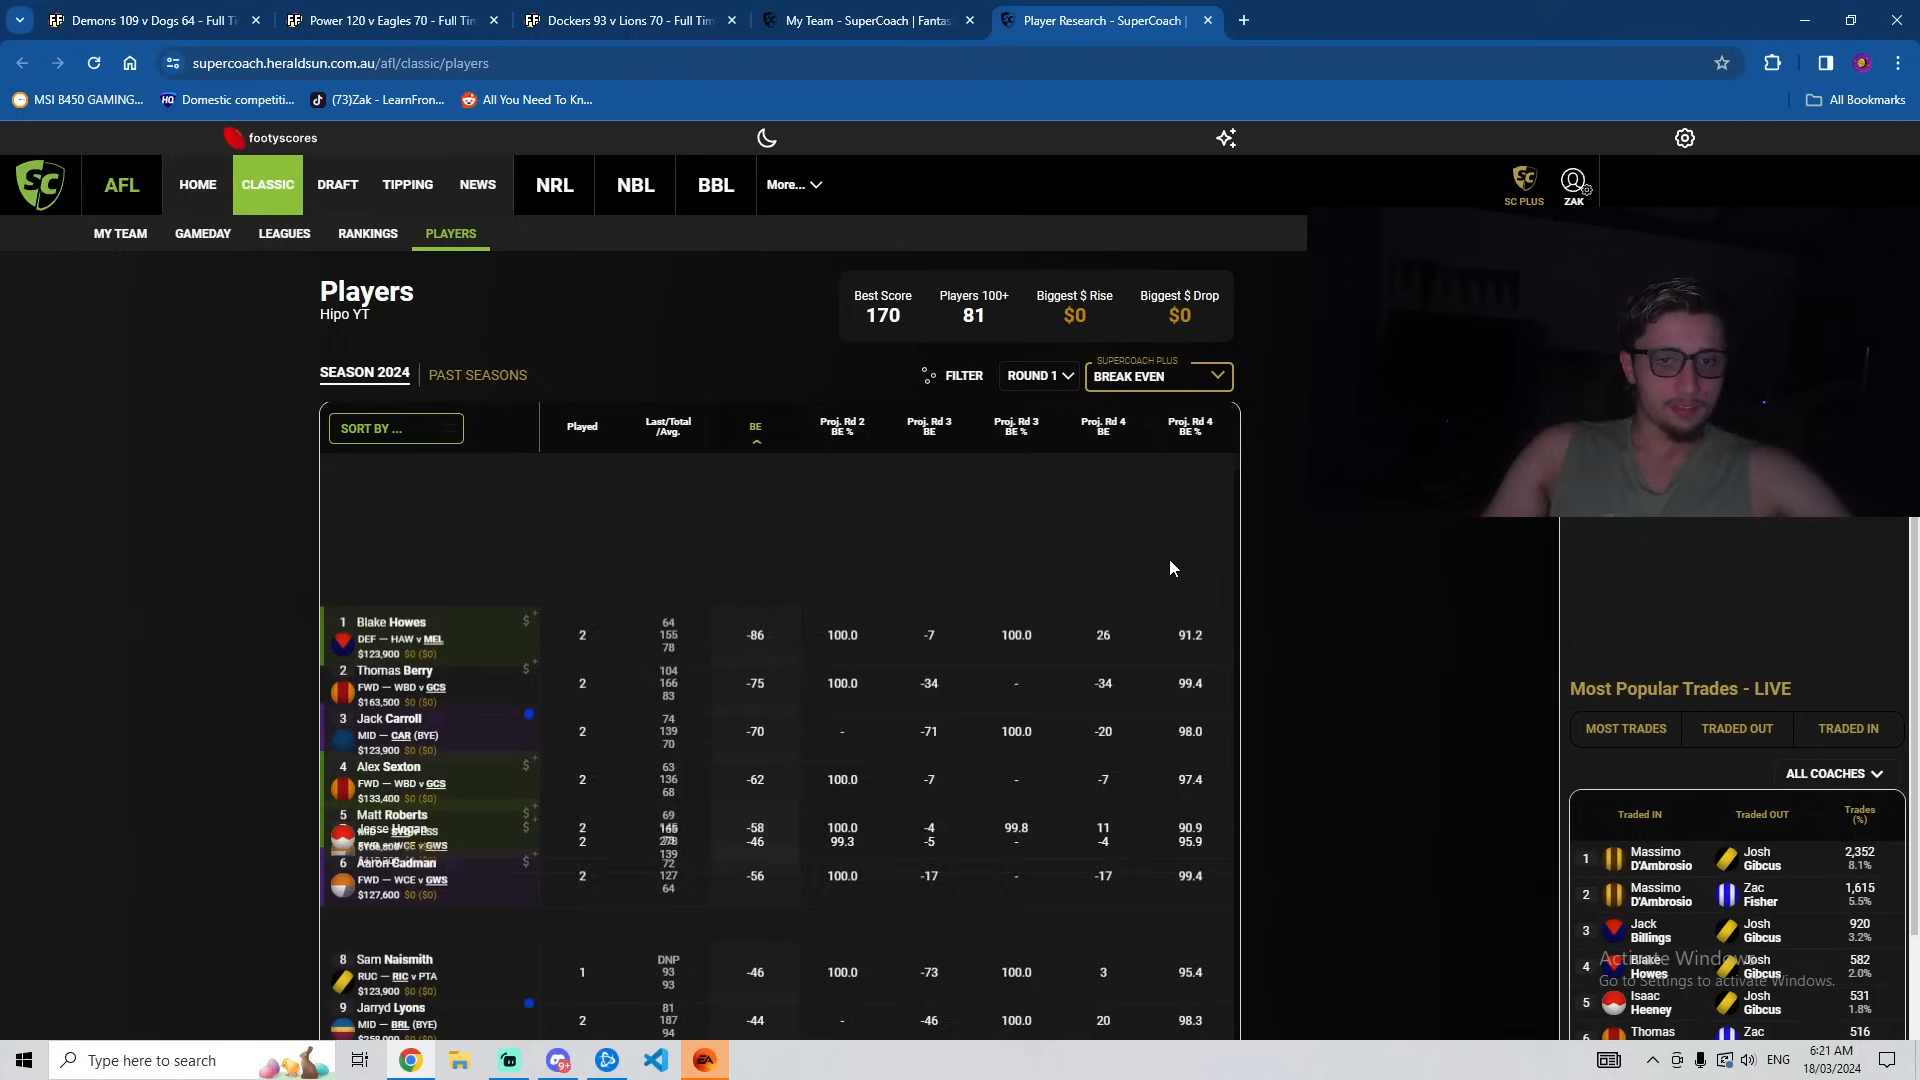 Demons 109 v Dogs 64 - Full Ti
Power 120 v Eagles 70 - Full Tin
Dockers 93 v Lions 70 - Full Tim
My Team - SuperCoach | Fantas
Player Research - SuperCoach |
supercoach.heraldsun.com.au/afl/classic/players
MSI B450 GAMING...
Domestic competiti...
(73)Zak - LearnFron...
All You Need To Kn...
All Bookmarks
footyscores
SC
AFL
HOME
CLASSIC
DRAFT
TIPPING
NEWS
NRL
NBL
BBL
More...
SC PLUS
ZAK
MY TEAM
GAMEDAY
LEAGUES
RANKINGS
PLAYERS
Players
Hipo YT
Best Score
170
Players 100+
81
Biggest $ Rise
$0
Biggest $ Drop
$0
SEASON 2024
PAST SEASONS
FILTER
ROUND 1
SUPERCOACH PLUS
BREAK EVEN
SORT BY ...
Played
Last/Total
/Avg.
BE
Proj. Rd 2
BE %
Proj. Rd 3
BE
Proj. Rd 3
BE %
Proj. Rd 4
BE
Proj. Rd 4
BE %
1 Blake Howes
DEF — HAW v MEL
$123,900 $0 ($0)
2
64
155
78
-86
100.0
-7
100.0
26
91.2
2 Thomas Berry
FWD — WBD v GCS
$163,500 $0 ($0)
2
104
166
83
-75
100.0
-34
-
-34
99.4
3 Jack Carroll
MID — CAR (BYE)
$123,900 $0 ($0)
2
74
139
70
-70
-
-71
100.0
-20
98.0
4 Alex Sexton
FWD — WBD v GCS
$133,400 $0 ($0)
2
63
136
68
-62
100.0
-7
-
-7
97.4
5 Matt Roberts
2
69
-58
100.0
-4
99.8
11
90.9
Jesse Hogan
FWD — WCE v GWS
2
139
-46
99.3
-5
-
-4
95.9
6 Aaron Cadman
FWD — WCE v GWS
$127,600 $0 ($0)
2
72
127
64
-56
100.0
-17
-
-17
99.4
8 Sam Naismith
RUC — RIC v PTA
$123,900 $0 ($0)
1
DNP
93
93
-46
100.0
-73
100.0
3
95.4
9 Jarryd Lyons
MID — BRL (BYE)
2
81
187
94
-44
-
-46
100.0
20
98.3
Most Popular Trades - LIVE
MOST TRADES
TRADED OUT
TRADED IN
ALL COACHES
Traded IN
Traded OUT
Trades
(%)
1
Massimo
D'Ambrosio
Josh
Gibcus
2,352
8.1%
2
Massimo
D'Ambrosio
Zac
Fisher
1,615
5.5%
3
Jack
Billings
Josh
Gibcus
920
3.2%
4
Blake
Howes
Josh
Gibcus
582
2.0%
5
Isaac
Heeney
Josh
Gibcus
531
1.8%
6
Thomas
Zac
516
Activate Windows
Go to Settings to activate Windows.
Type here to search
9+
EA
ENG
6:21 AM
18/03/2024